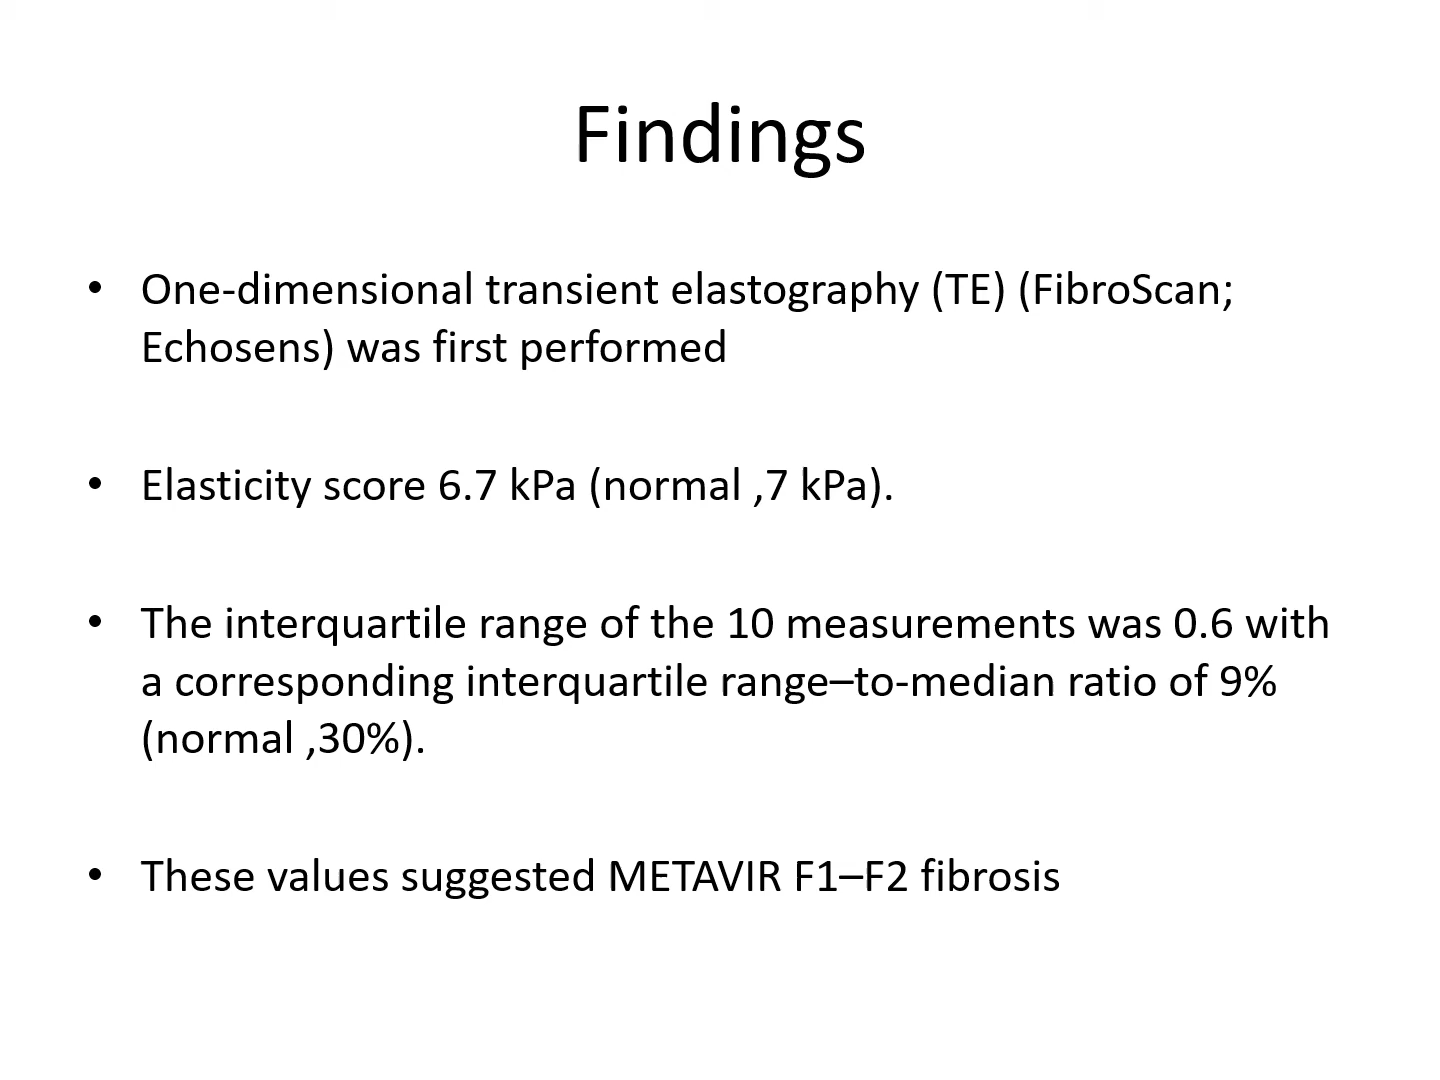 Findings
• One-dimensional transient elastography (TE) (FibroScan;
Echosens) was first performed
• Elasticity score 6.7 kPa (normal ,7 kPa).
• The interquartile range of the 10 measurements was 0.6 with
a corresponding interquartile range–to-median ratio of 9%
(normal ,30%).
• These values suggested METAVIR F1–F2 fibrosis